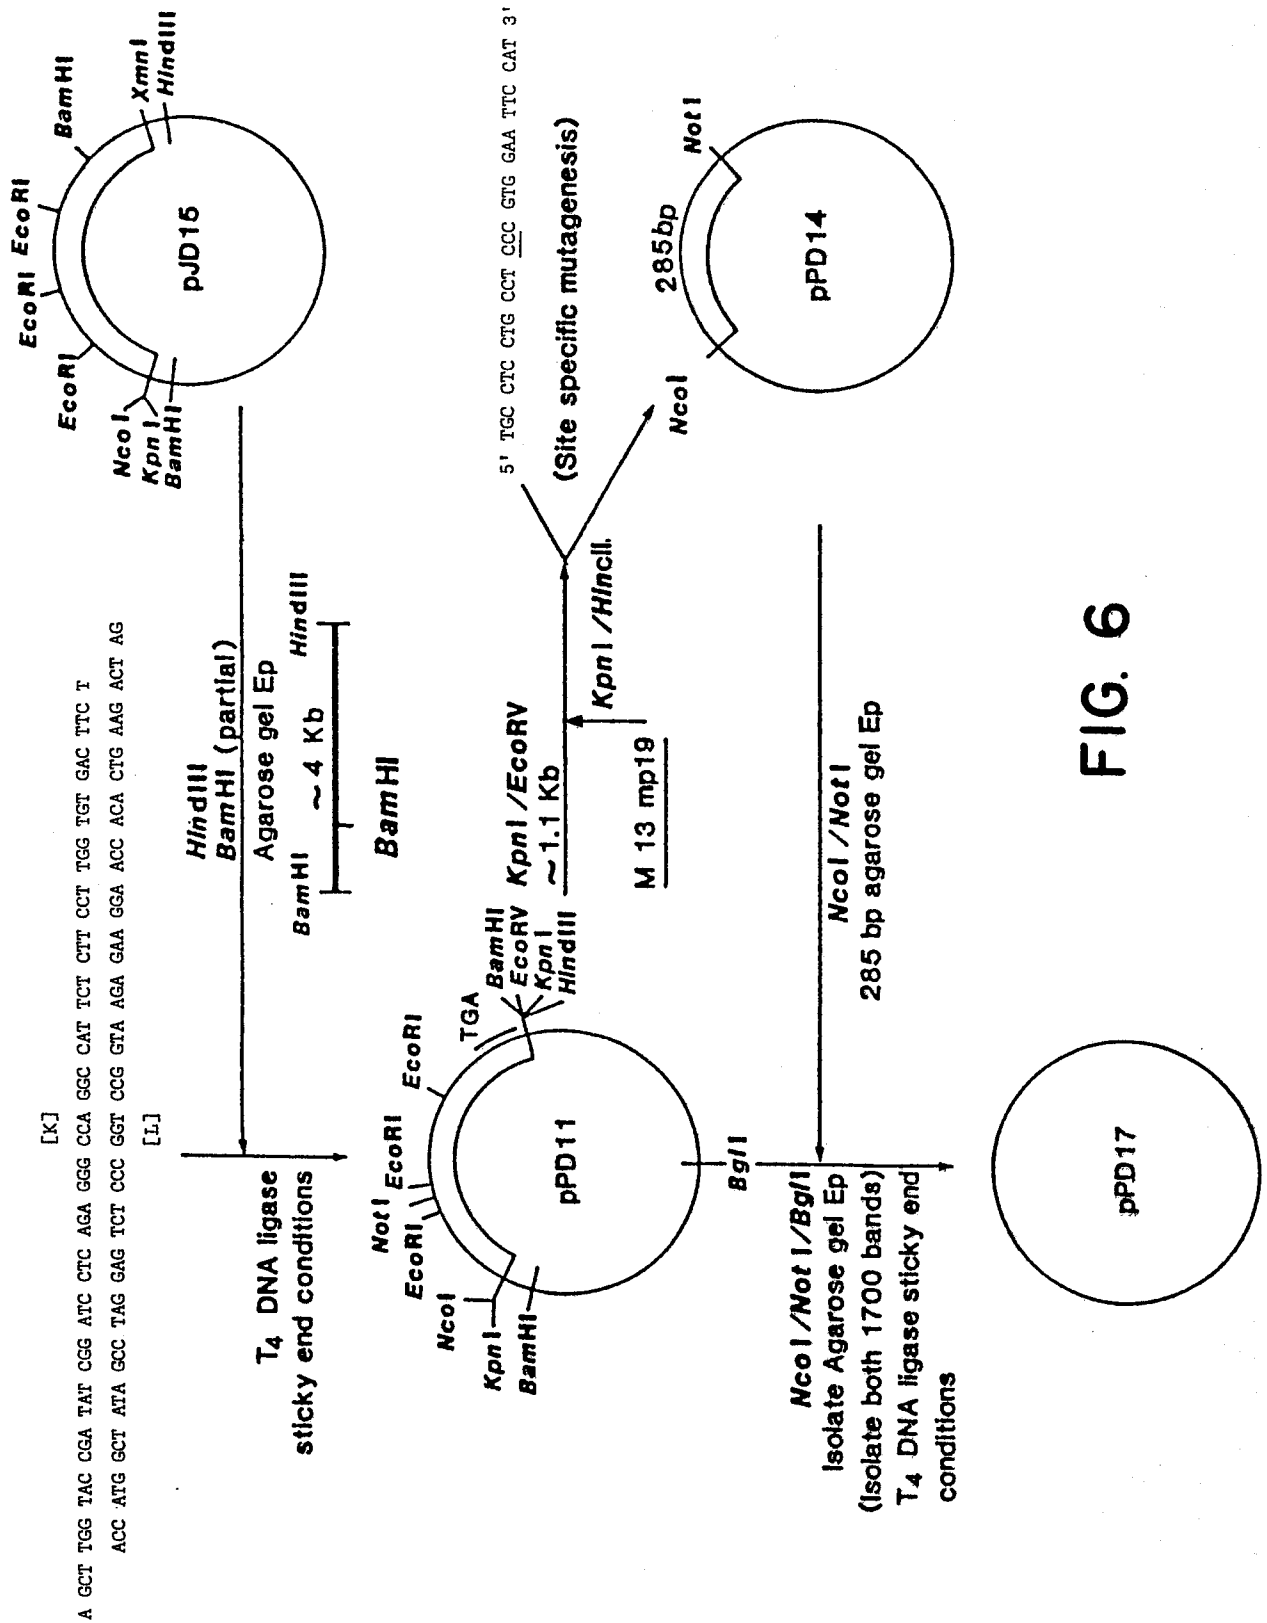 [K]
A GCT TGG TAC CGA TAT CGG ATC CTC AGA GGG CCA GGC CAT TCT CTT CCT TGG TGT GAC TTC T
ACC ATG GCT ATA GCC TAG GAG TCT CCC GGT CCG GTA AGA GAA GGA ACC ACA CTG AAG ACT AG
[L]
T4 DNA ligase
sticky end conditions
HindIII
BamHI (partial)
Agarose gel Ep
BamHI
~4 Kb
HindIII
BamHI
EcoRI
EcoRI
EcoRI
BamHI
NcoI
KpnI
BamHI
XmnI
HindIII
pJD15
NotI
EcoRI
EcoRI
EcoRI
TGA
NcoI
KpnI
BamHI
BamHI
EcoRV
KpnI
HindIII
pPD11
BglI
KpnI/EcoRV
~1.1 Kb
M 13 mp19
KpnI/HincII.
5' TGC CTC CTG CCT CCC GTG GAA TTC CAT 3'
(Site specific mutagenesis)
NcoI
285bp
NotI
pPD14
NcoI/NotI/BglI
Isolate Agarose gel Ep
(Isolate both 1700 bands)
T4 DNA ligase sticky end
conditions
NcoI/NotI
285 bp agarose gel Ep
pPD17
FIG. 6